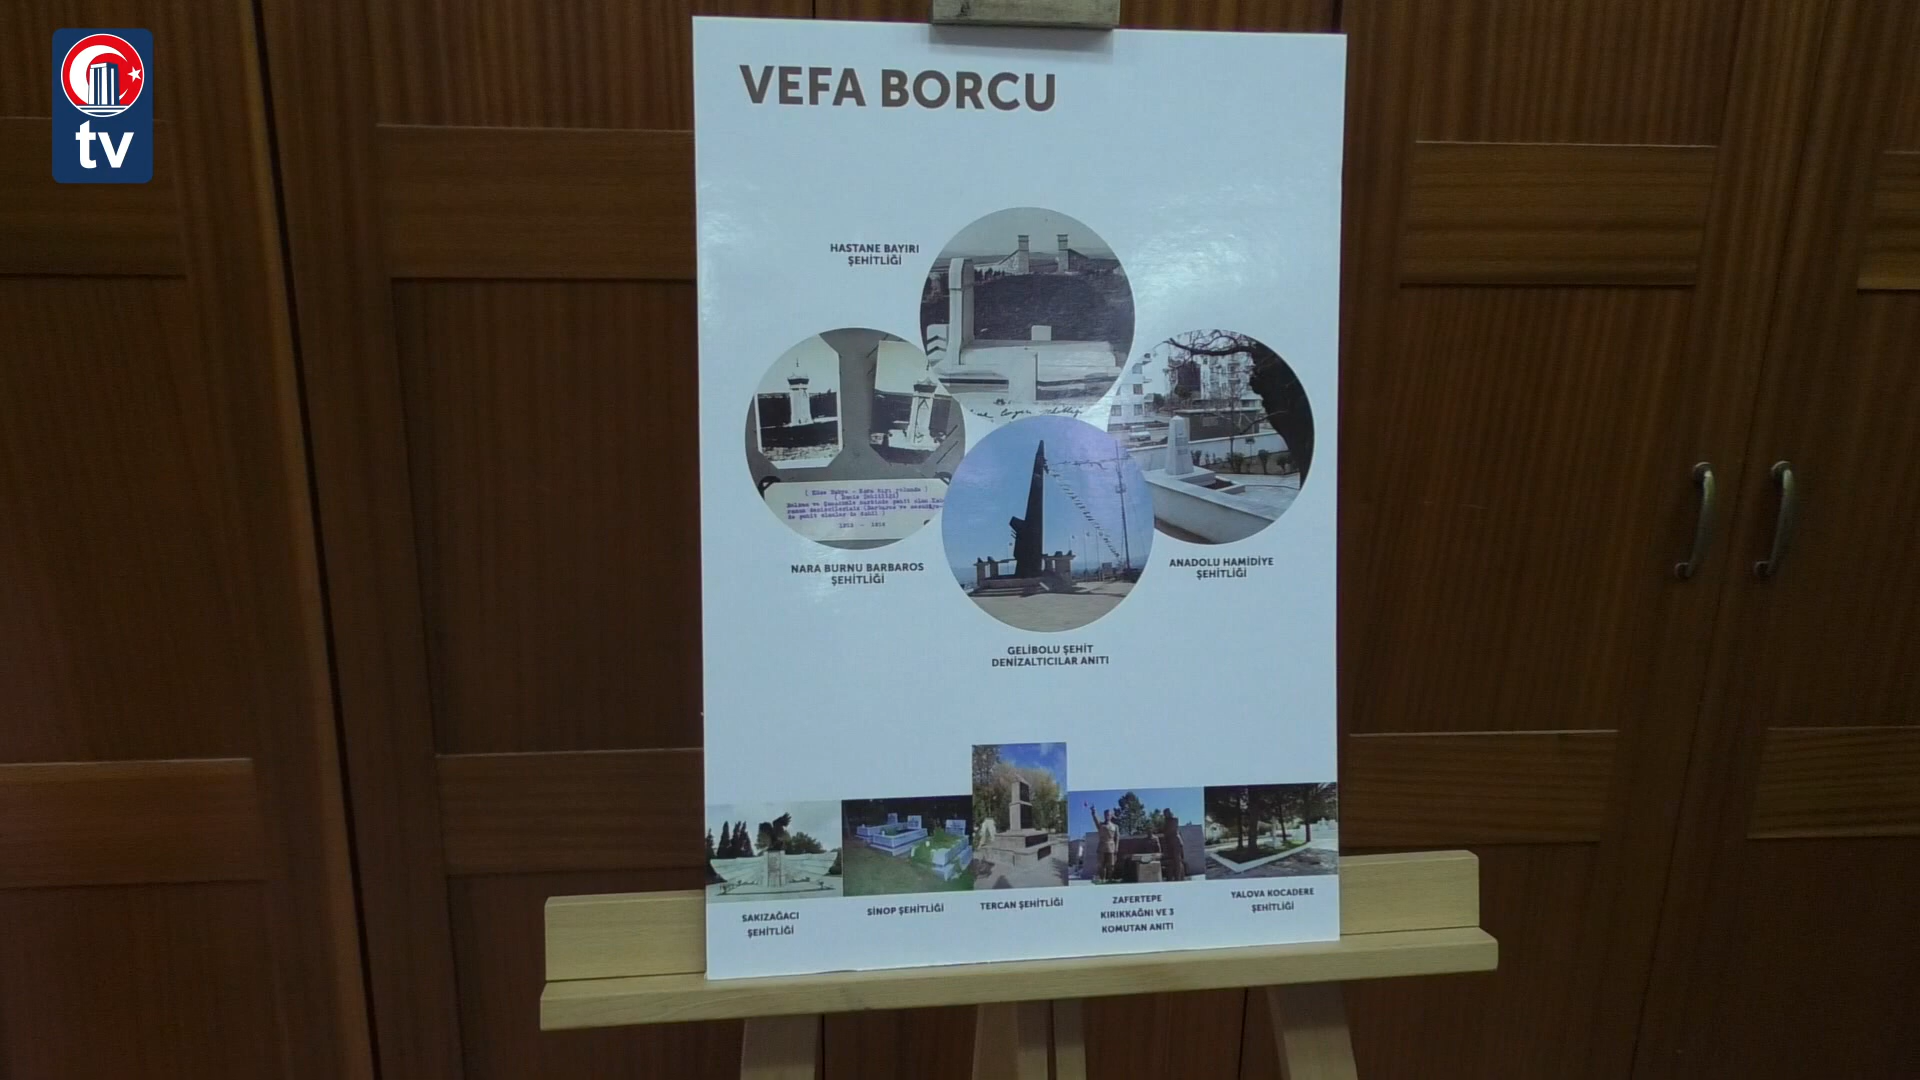 tv
VEFA BORCU
HASTANE BAYIRI
ŞEHİTLİĞİ
NARA BURNU BARBAROS
ŞEHİTLİĞİ
ANADOLU HAMİDİYE
ŞEHİTLİĞİ
GELİBOLU ŞEHİT
DENİZALTICILAR ANITI
SAKIZAĞACI
ŞEHİTLİĞİ
SİNOP ŞEHİTLİĞİ
TERCAN ŞEHİTLİĞİ
ZAFERTEPE
KIRIKKAĞNI VE 3
KOMUTAN ANITI
YALOVA KOCADERE
ŞEHİTLİĞİ